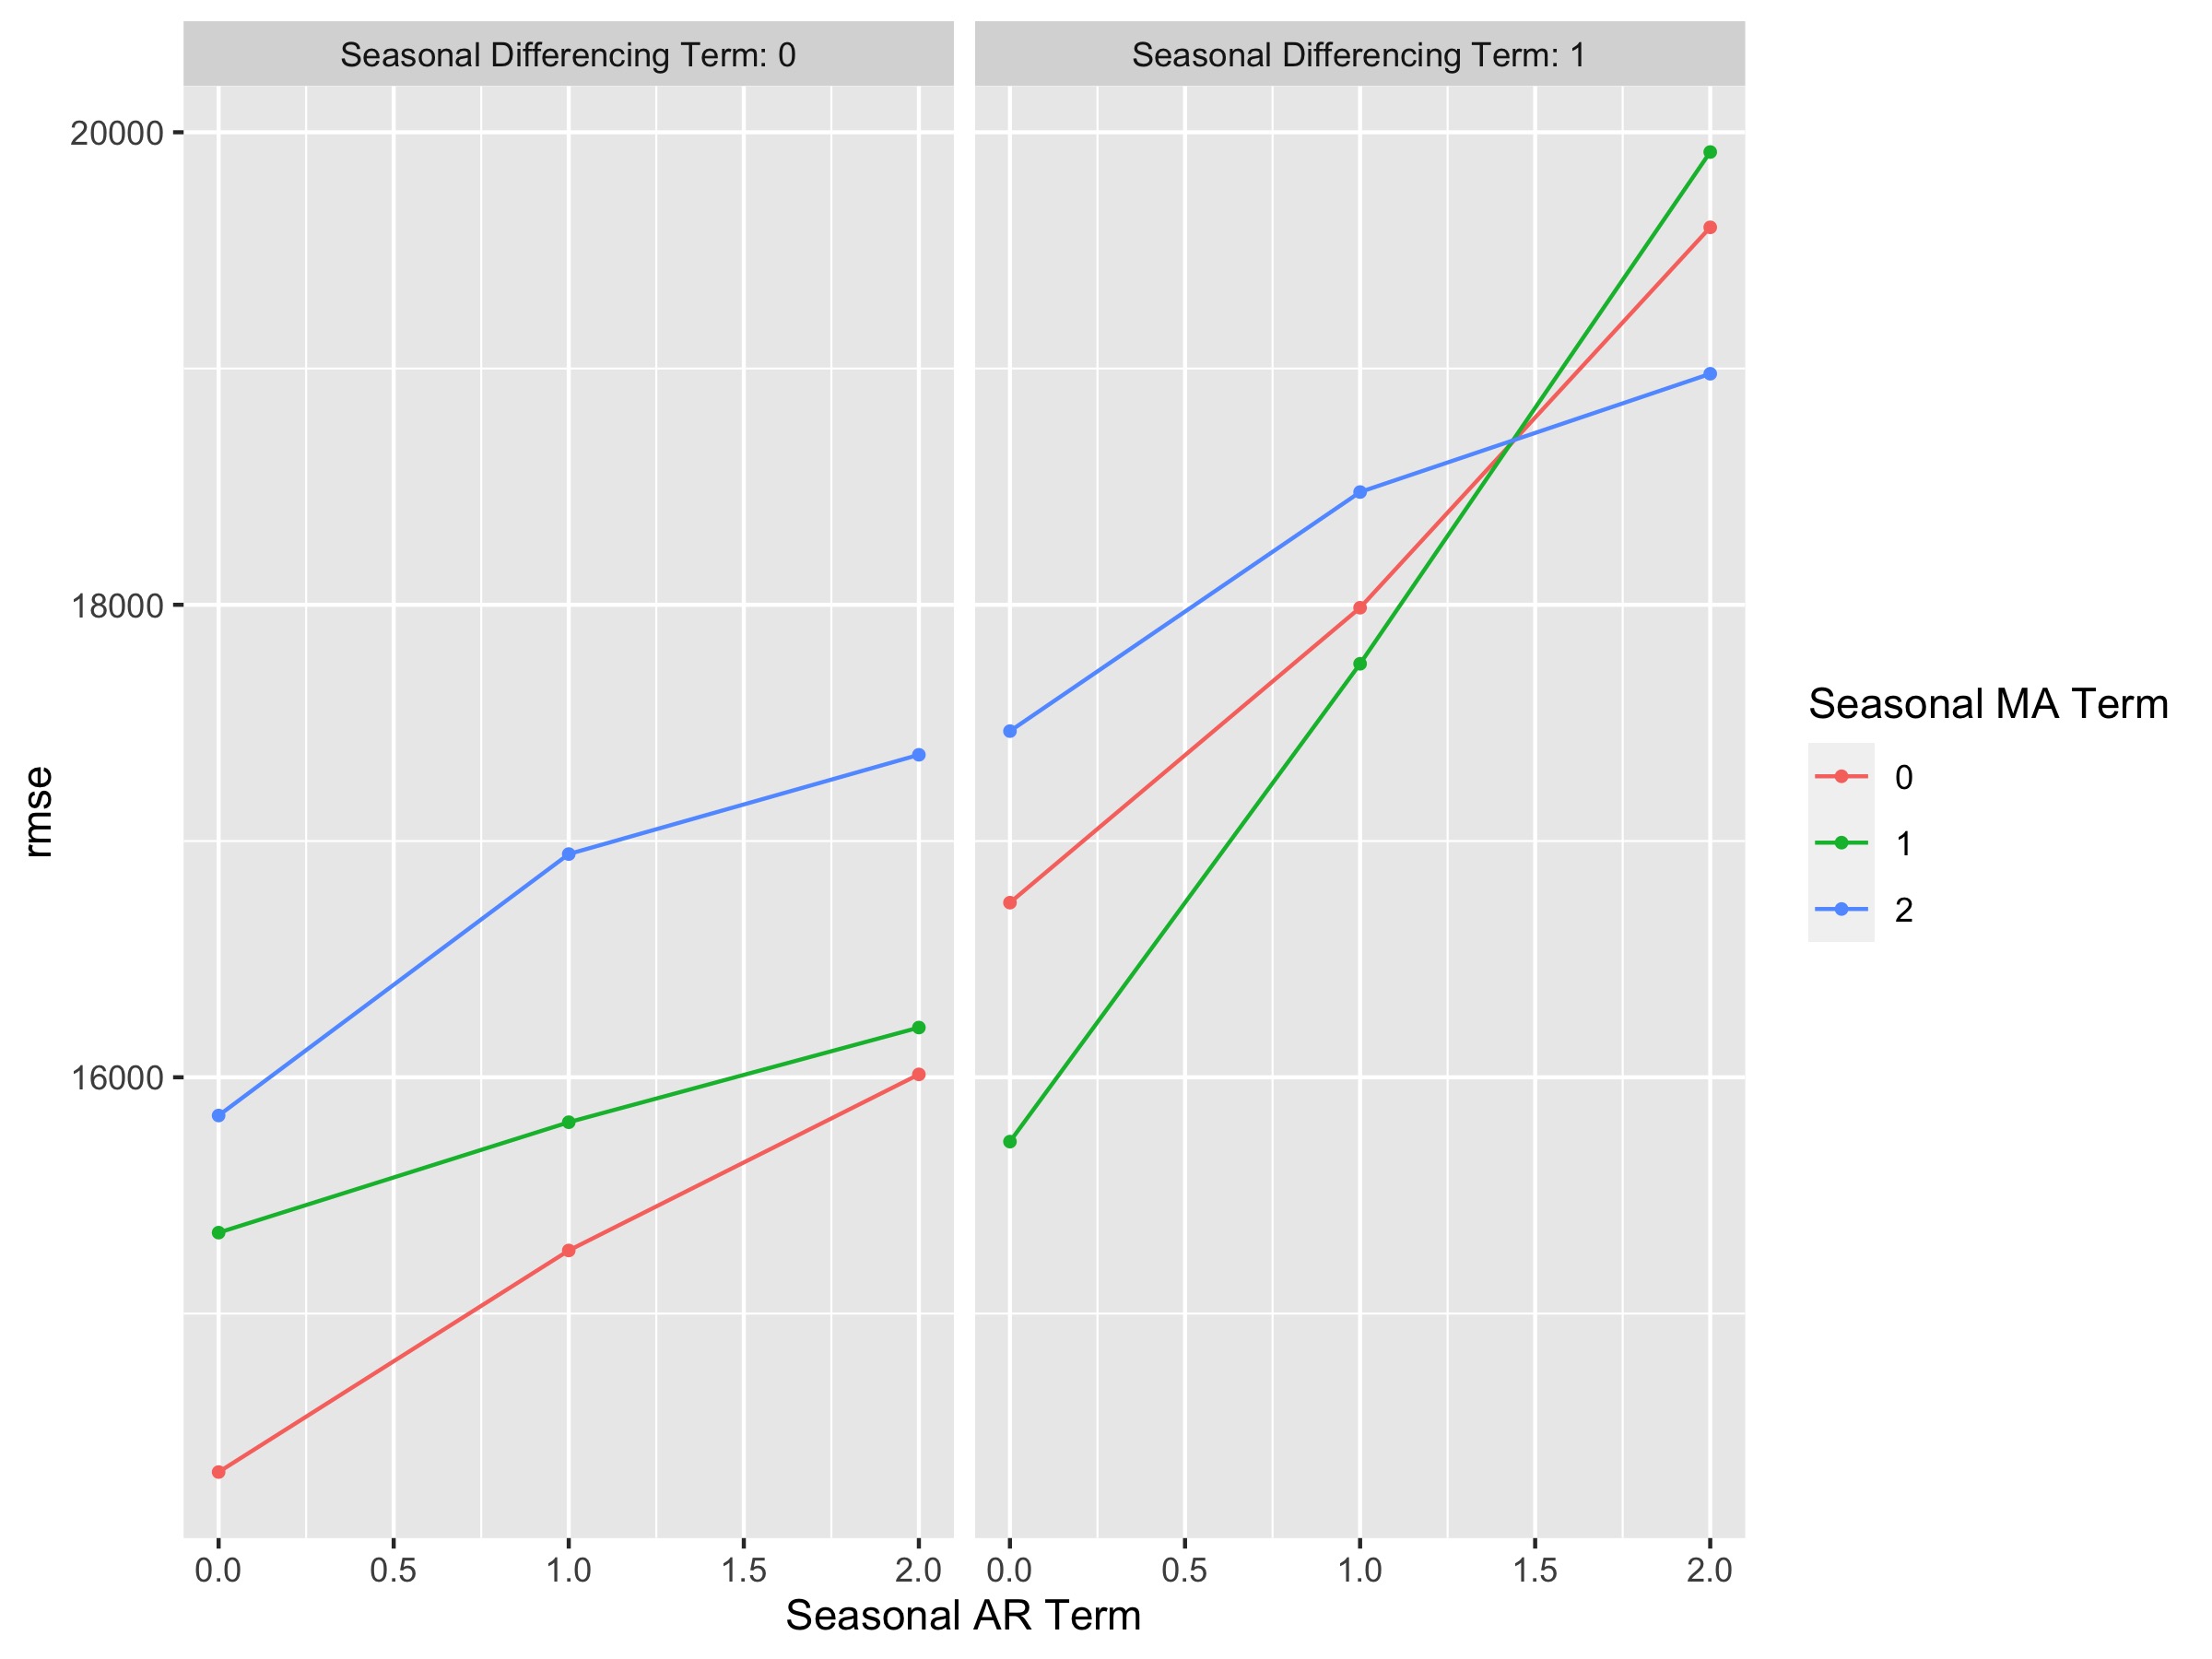 Seasonal Differencing Term: 0
Seasonal Differencing Term: 1
20000
18000
16000
rmse
0.0 0.5 1.0 1.5 2.0
0.0 0.5 1.0 1.5 2.0
Seasonal AR Term
Seasonal MA Term
0
1
2